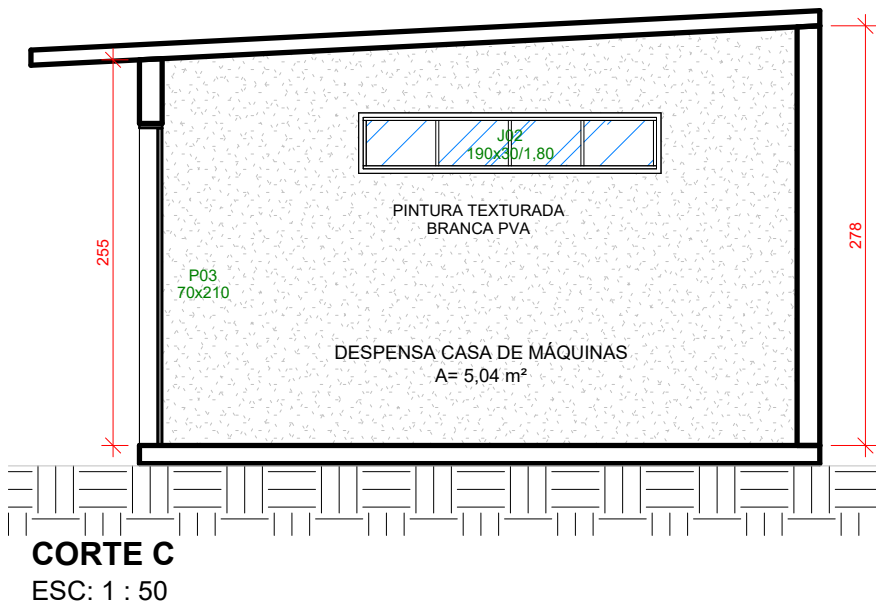 J02
190x30/1,80
PINTURA TEXTURADA
BRANCA PVA
255
278
P03
70x210
DESPENSA CASA DE MÁQUINAS
A= 5,04 m²
CORTE C
ESC: 1 : 50